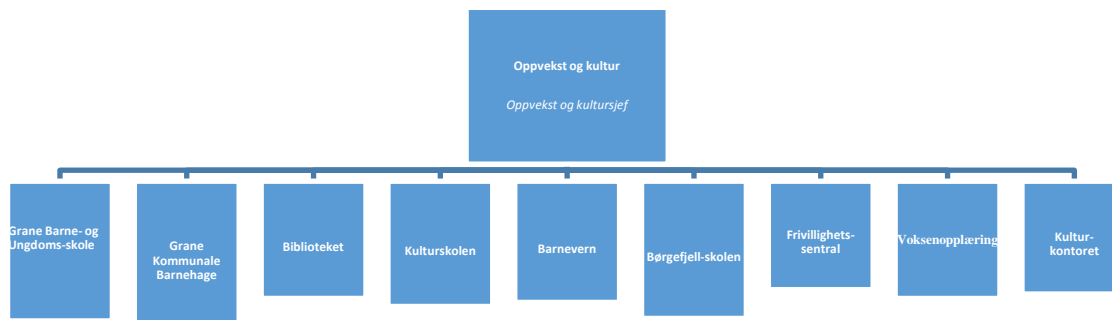 Oppvekst og kultur
Oppvekst og kultursjef
Grane Barne- og
Ungdoms-skole
Grane
Kommunale
Barnehage
Biblioteket
Kulturskolen
Barnevern
Børgefjell-skolen
Frivillighets-
sentral
Voksenopplæring
Kultur-
kontoret